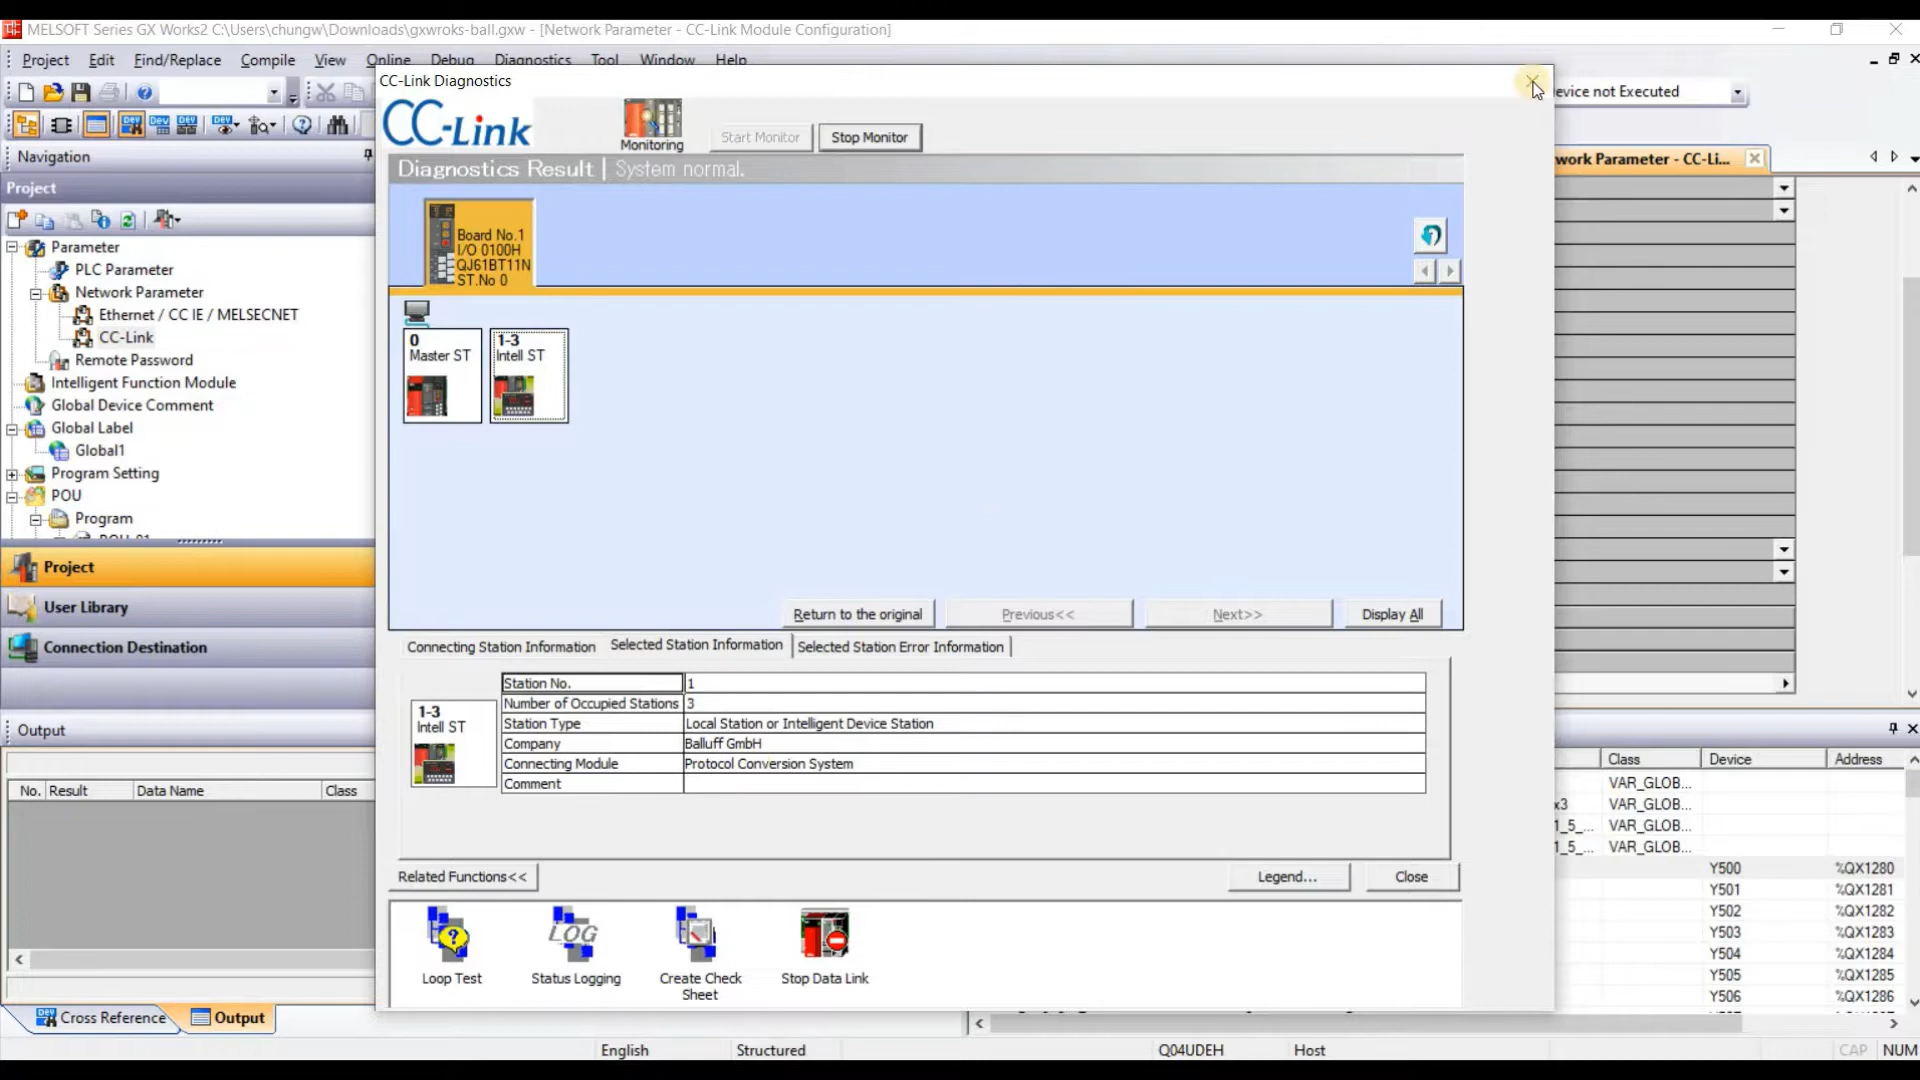 MELSOFT Series GX Works2 C:\Users\chungw\Downloads\gxwroks-ball.gxw - [Network Parameter - CC-Link Module Configuration]
Project Edit Find/Replace Compile View Online Debug Diagnostics Tool Window Help
CC-Link Diagnostics
evice not Executed
CC-Link
Monitoring
Start Monitor
Stop Monitor
Navigation
work Parameter - CC-Li...
Diagnostics Result | System normal.
Project
Board No.1
I/O 0100H
QJ61BT11N
ST.No 0
Parameter
PLC Parameter
Network Parameter
Ethernet / CC IE / MELSECNET
CC-Link
Remote Password
Intelligent Function Module
Global Device Comment
Global Label
Global1
Program Setting
POU
Program
0
Master ST
1-3
Intell ST
Project
User Library
Connection Destination
Return to the original
Previous<<
Next>>
Display All
Connecting Station Information
Selected Station Information
Selected Station Error Information
1-3
Intell ST
Station No. 1
Number of Occupied Stations 3
Station Type Local Station or Intelligent Device Station
Company Balluff GmbH
Connecting Module Protocol Conversion System
Comment
Related Functions<<
Legend...
Close
Loop Test
LOG
Status Logging
Create Check
Sheet
Stop Data Link
Output
No. Result Data Name Class
Cross Reference
Output
Class Device Address
VAR_GLOB...
x3 VAR_GLOB...
1_5_... VAR_GLOB...
1_5_... VAR_GLOB...
Y500 %QX1280
Y501 %QX1281
Y502 %QX1282
Y503 %QX1283
Y504 %QX1284
Y505 %QX1285
Y506 %QX1286
English Structured Q04UDEH Host CAP NUM